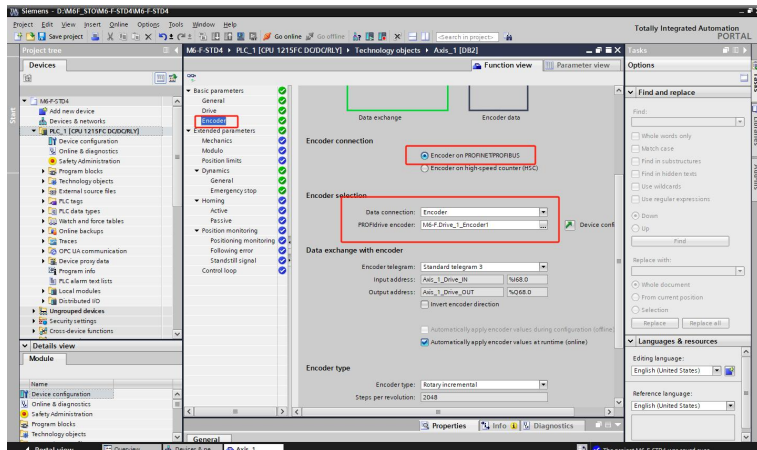 Siemens - D:\M6F_STO\M6-F-STD4\M6-F-STD4
Project Edit View Insert Online Options Tools Window Help
Totally Integrated Automation
PORTAL
Save project
Go online
Go offline
<Search in project>
Project tree
M6-F-STD4 ▸ PLC_1 [CPU 1215FC DC/DC/RLY] ▸ Technology objects ▸ Axis_1 [DB2]
Tasks
Devices
Function view
Parameter view
Options
M6-F-STD4
Add new device
Devices & networks
PLC_1 [CPU 1215FC DC/DC/RLY]
Device configuration
Online & diagnostics
Safety Administration
Program blocks
Technology objects
External source files
PLC tags
PLC data types
Watch and force tables
Online backups
Traces
OPC UA communication
Device proxy data
Program info
PLC alarm text lists
Local modules
Distributed I/O
Ungrouped devices
Security settings
Cross-device functions
Details view
Module
Name
Device configuration
Online & diagnostics
Safety Administration
Program blocks
Technology objects
Start
Basic parameters
General
Drive
Encoder
Extended parameters
Mechanics
Modulo
Position limits
Dynamics
General
Emergency stop
Homing
Active
Passive
Position monitoring
Positioning monitoring
Following error
Standstill signal
Control loop
Data exchange
Encoder data
Encoder connection
Encoder on PROFINET/PROFIBUS
Encoder on high-speed counter (HSC)
Encoder selection
Data connection: Encoder
PROFIdrive encoder: M6-F.Drive_1_Encoder1 ...
Device confi
Data exchange with encoder
Encoder telegram: Standard telegram 3
Input address: Axis_1_Drive_IN %I68.0
Output address: Axis_1_Drive_OUT %Q68.0
Invert encoder direction
Automatically apply encoder values during configuration (offline)
Automatically apply encoder values at runtime (online)
Encoder type
Encoder type: Rotary incremental
Steps per revolution: 2048
Properties
Info
Diagnostics
General
Find and replace
Find:
Whole words only
Match case
Find in substructures
Find in hidden texts
Use wildcards
Use regular expressions
Down
Up
Find
Replace with:
Whole document
From current position
Selection
Replace
Replace all
Languages & resources
Editing language:
English (United States)
Reference language:
English (United States)
Tasks
Portal view
Overview
Axis_1